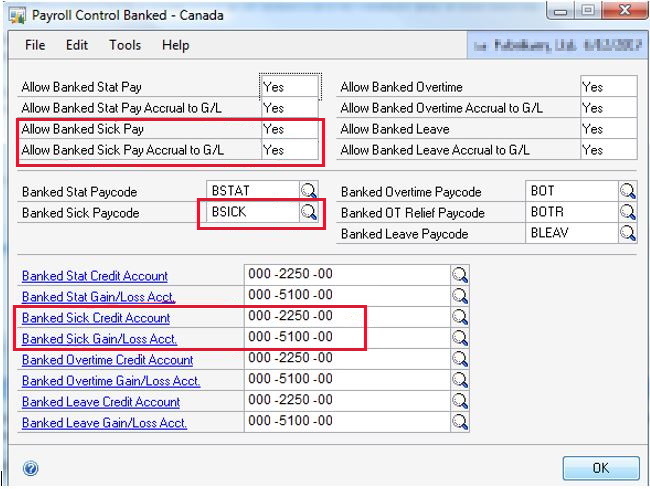 Payroll Control Banked - Canada
File Edit Tools Help
Allow Banked Stat Pay Yes Allow Banked Overtime Yes
Allow Banked Stat Pay Accrual to G/L Yes Allow Banked Overtime Accrual to G/L Yes
Allow Banked Sick Pay Yes Allow Banked Leave Yes
Allow Banked Sick Pay Accrual to G/L Yes Allow Banked Leave Accrual to G/L Yes
Banked Stat Paycode BSTAT Banked Overtime Paycode BOT
Banked Sick Paycode BSICK Banked OT Relief Paycode BOTR
Banked Leave Paycode BLEAV
Banked Stat Credit Account 000 -2250 -00
Banked Stat Gain/Loss Acct. 000 -5100 -00
Banked Sick Credit Account 000 -2250 -00
Banked Sick Gain/Loss Acct. 000 -5100 -00
Banked Overtime Credit Account 000 -2250 -00
Banked Overtime Gain/Loss Acct. 000 -5100 -00
Banked Leave Credit Account 000 -2250 -00
Banked Leave Gain/Loss Acct. 000 -5100 -00
OK